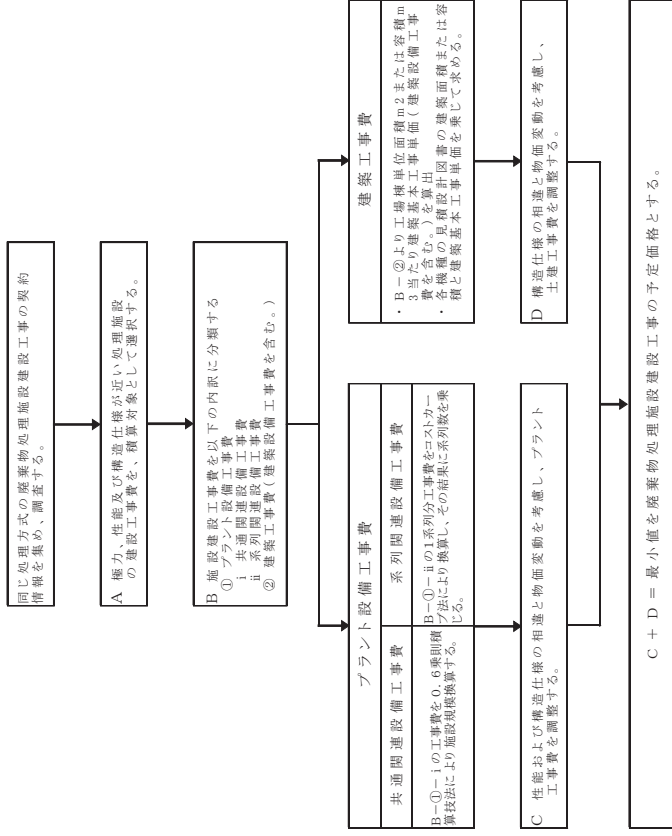 同じ処理方式の廃棄物処理施設建設工事の契約
情報を集め、調査する。
A 極力、性能及び構造仕様が近い処理施設
の建設工事費を、積算対象として選択する。
B 施設建設工事費を以下の内訳に分類する
① プラント設備工事費
ⅰ 共通関連設備工事費
ⅱ 系列関連設備工事費
② 建築工事費(建築設備工事費を含む。)
プラント設備工事費
共通関連設備工事費
B－①－ⅰの工事費を0.6乗則積
算技法により施設規模換算する。
系列関連設備工事費
B－①－ⅱの1系列分工事費をコストカー
ブ法により換算し、その結果に系列数を乗
じる。
建築工事費
・B－②より工場棟単位面積m2または容積m
3当たり建築基本工事単価(建築設備工事
費を含む。)を算出
・各機種の見積設計図書の建築面積または容
積と建築基本工事単価を乗じて求める。
C 性能および構造仕様の相違と物価変動を考慮し、プラント
工事費を調整する。
D 構造仕様の相違と物価変動を考慮し、
土建工事費を調整する。
C＋D＝最小値を廃棄物処理施設建設工事の予定価格とする。